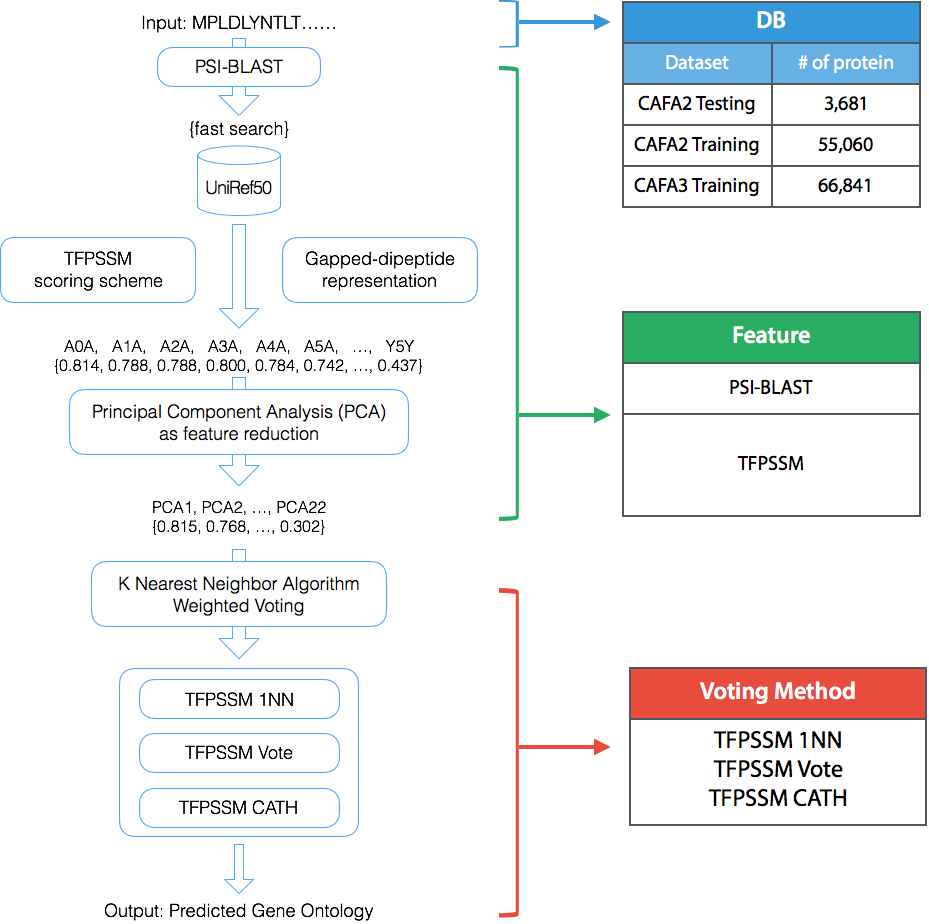 Input: MPLDLYNTLT......
PSI-BLAST
{fast search}
UniRef50
TFPSSM
scoring scheme
Gapped-dipeptide
representation
A0A, A1A, A2A, A3A, A4A, A5A, ..., Y5Y
{0.814, 0.788, 0.788, 0.800, 0.784, 0.742, ..., 0.437}
Principal Component Analysis (PCA)
as feature reduction
PCA1, PCA2, ..., PCA22
{0.815, 0.768, ..., 0.302}
K Nearest Neighbor Algorithm
Weighted Voting
TFPSSM 1NN
TFPSSM Vote
TFPSSM CATH
Output: Predicted Gene Ontology
DB
Dataset # of protein
CAFA2 Testing 3,681
CAFA2 Training 55,060
CAFA3 Training 66,841
Feature
PSI-BLAST
TFPSSM
Voting Method
TFPSSM 1NN
TFPSSM Vote
TFPSSM CATH